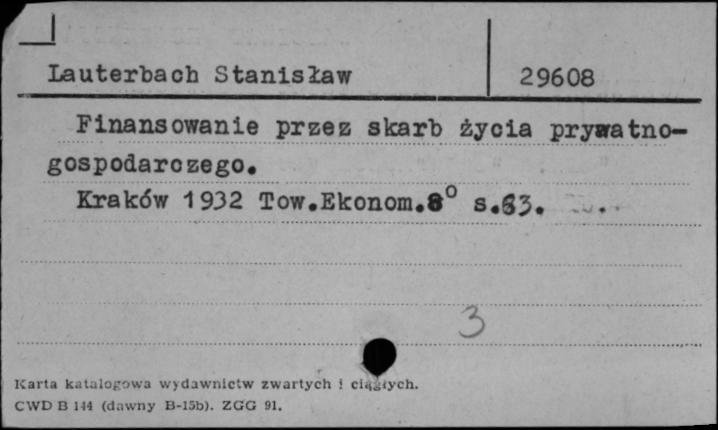 Lauterbach Stanisław 29608
Finansowanie przez skarb życia prywatno-
gospodarczego.
Kraków 1932 Tow.Ekonom.8° s.
3
Karta katalogowa wydawnictw zwartych i ciągłych.
CWD B 144 (dawny B-15b). ZGG 91.